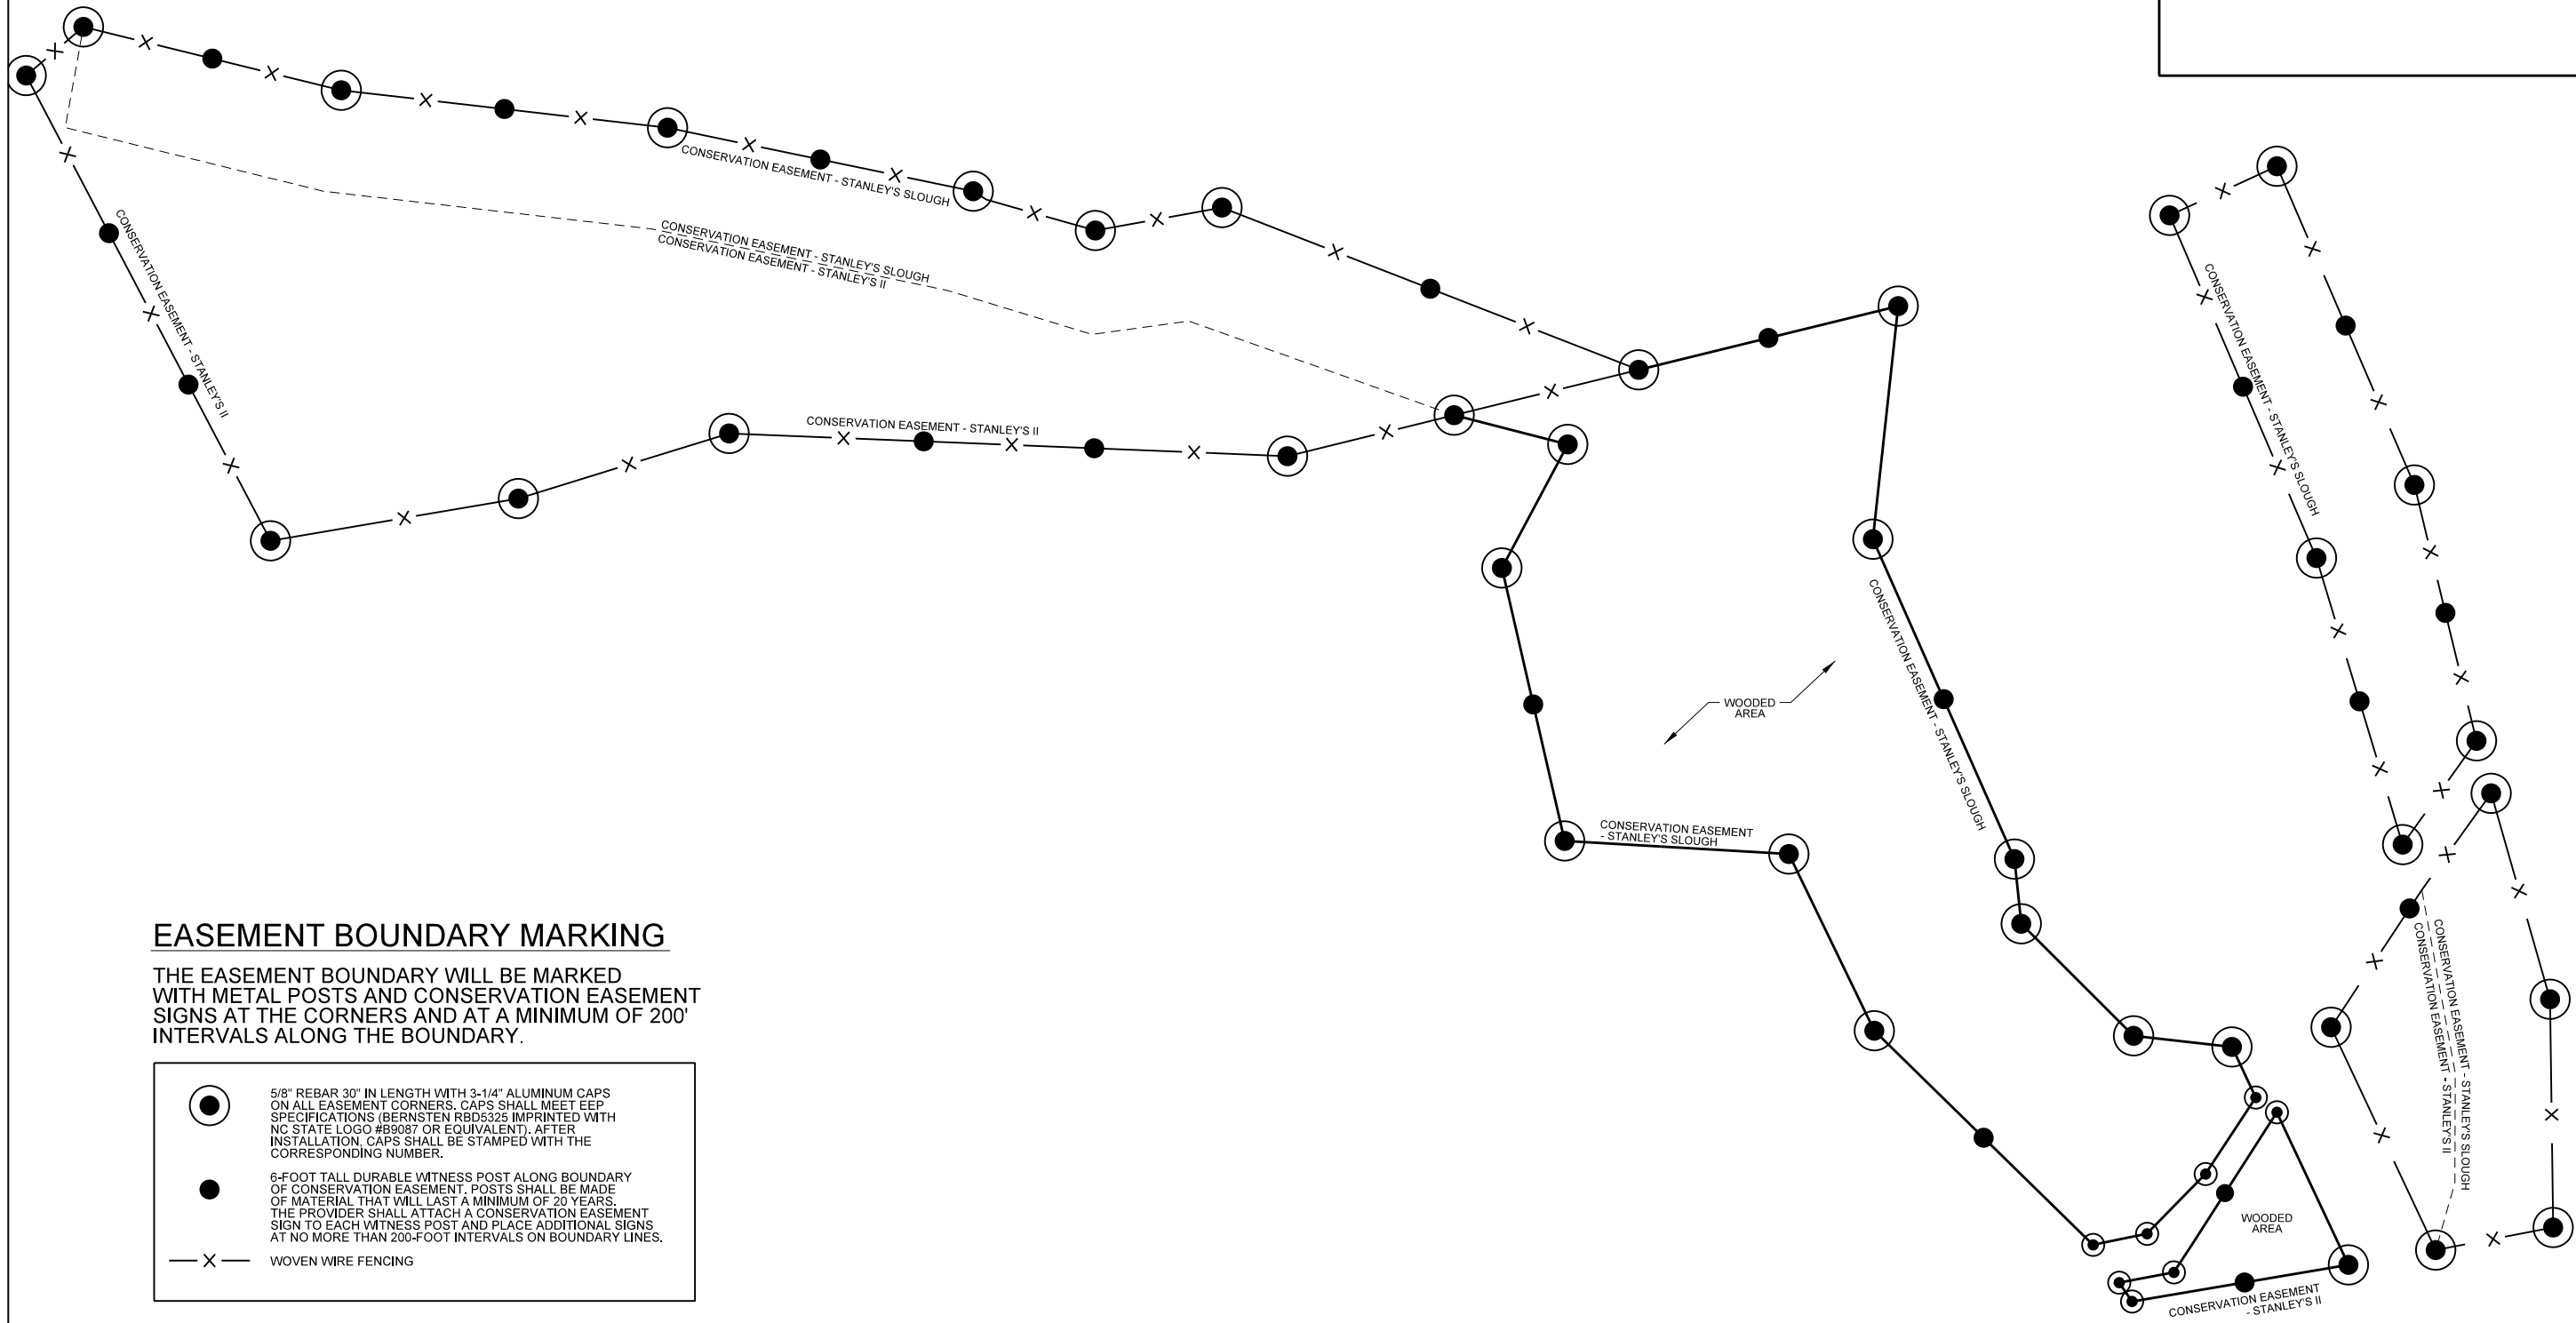 CONSERVATION EASEMENT - STANLEY'S SLOUGH
CONSERVATION EASEMENT - STANLEY'S SLOUGH
CONSERVATION EASEMENT - STANLEY'S II
CONSERVATION EASEMENT - STANLEY'S II
CONSERVATION EASEMENT - STANLEY'S II
CONSERVATION EASEMENT - STANLEY'S SLOUGH
CONSERVATION EASEMENT - STANLEY'S SLOUGH
WOODED
AREA
CONSERVATION EASEMENT
- STANLEY'S SLOUGH
CONSERVATION EASEMENT - STANLEY'S SLOUGH
CONSERVATION EASEMENT - STANLEY'S II
WOODED
AREA
CONSERVATION EASEMENT
- STANLEY'S II
EASEMENT BOUNDARY MARKING
THE EASEMENT BOUNDARY WILL BE MARKED
WITH METAL POSTS AND CONSERVATION EASEMENT
SIGNS AT THE CORNERS AND AT A MINIMUM OF 200'
INTERVALS ALONG THE BOUNDARY.
5/8" REBAR 30" IN LENGTH WITH 3-1/4" ALUMINUM CAPS
ON ALL EASEMENT CORNERS. CAPS SHALL MEET EEP
SPECIFICATIONS (BERNSTEN RBD5325 IMPRINTED WITH
NC STATE LOGO #B9087 OR EQUIVALENT). AFTER
INSTALLATION, CAPS SHALL BE STAMPED WITH THE
CORRESPONDING NUMBER.
6-FOOT TALL DURABLE WITNESS POST ALONG BOUNDARY
OF CONSERVATION EASEMENT. POSTS SHALL BE MADE
OF MATERIAL THAT WILL LAST A MINIMUM OF 20 YEARS.
THE PROVIDER SHALL ATTACH A CONSERVATION EASEMENT
SIGN TO EACH WITNESS POST AND PLACE ADDITIONAL SIGNS
AT NO MORE THAN 200-FOOT INTERVALS ON BOUNDARY LINES.
WOVEN WIRE FENCING